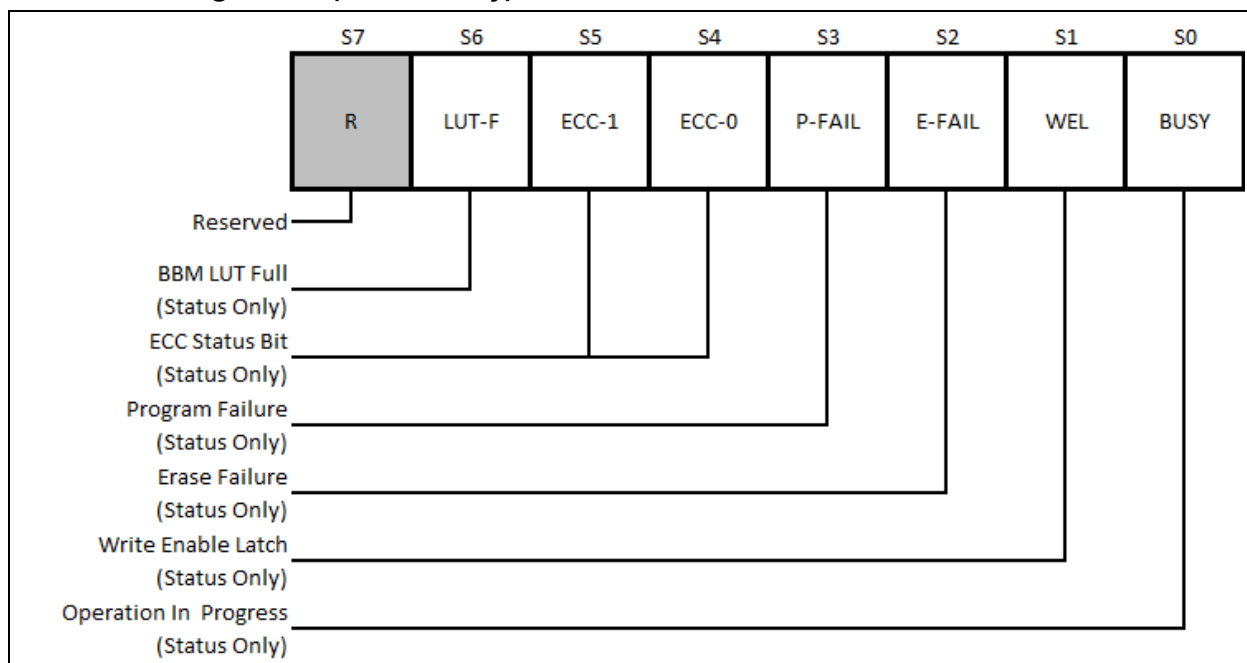 S7 S6 S5 S4 S3 S2 S1 S0
R LUT-F ECC-1 ECC-0 P-FAIL E-FAIL WEL BUSY
Reserved
BBM LUT Full
(Status Only)
ECC Status Bit
(Status Only)
Program Failure
(Status Only)
Erase Failure
(Status Only)
Write Enable Latch
(Status Only)
Operation In Progress
(Status Only)